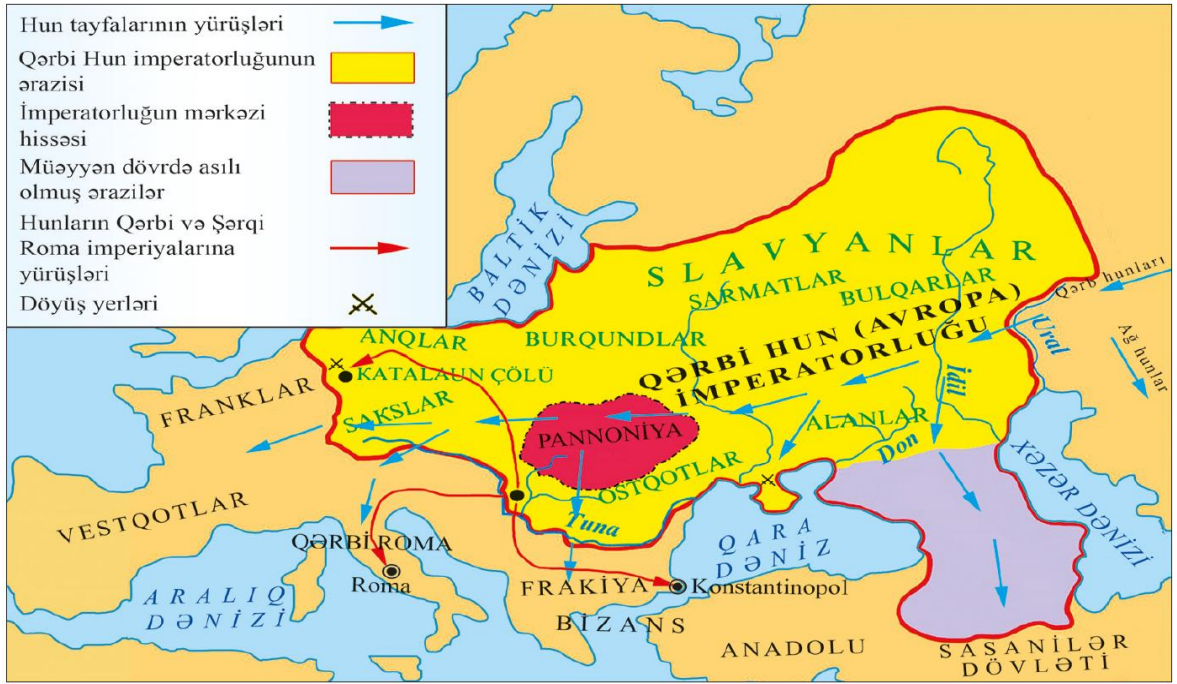 Hun tayfalarının yürüşləri
Qərbi Hun imperatorluğunun
ərazisi
İmperatorluğun mərkəzi
hissəsi
Müəyyən dövrdə asılı
olmuş ərazilər
Hunların Qərbi və Şərqi
Roma imperiyalarına
yürüşləri
Döyüş yerləri
BALTİK
DƏNİZİ
SLAVYANLAR
SARMATLAR
BULQARLAR
Qərb hunları
Ağ hunlar
Ural
ANQLAR
BURQUNDLAR
QƏRBİ HUN (AVROPA)
İMPERATORLUĞU
İdil
KATALAUN ÇÖLÜ
FRANKLAR
SAKSLAR
PANNONİYA
ALANLAR
Don
XƏZƏR DƏNİZİ
OSTQOTLAR
VESTQOTLAR
Tuna
QƏRBİ ROMA
Roma
QARA
DƏNİZ
FRAKİYA
Konstantinopol
ARALIQ
DƏNİZİ
BİZANS
ANADOLU
SASANİLƏR
DÖVLƏTİ